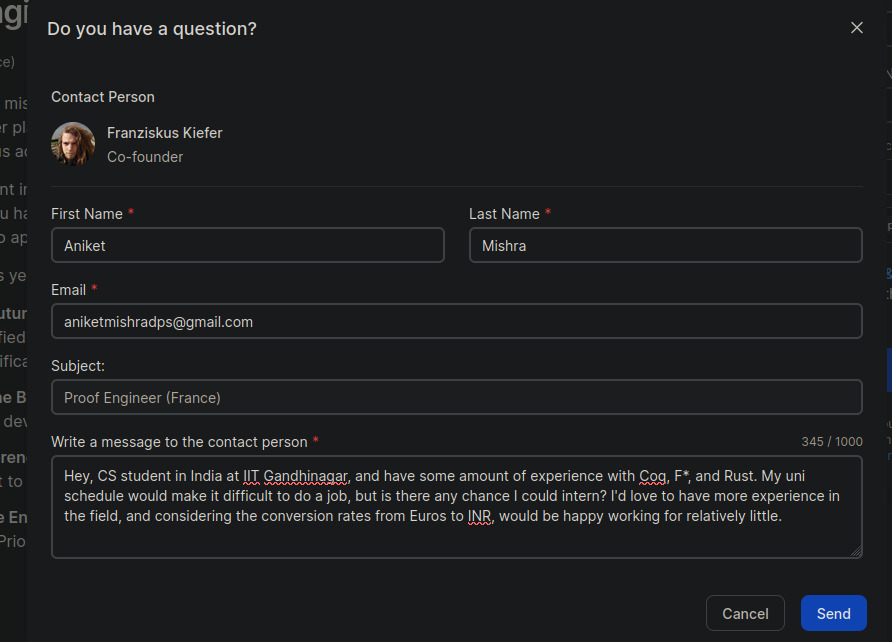 Do you have a question?
Contact Person
Franziskus Kiefer
Co-founder
First Name *
Last Name *
Aniket
Mishra
Email *
aniketmishradps@gmail.com
Subject:
Proof Engineer (France)
Write a message to the contact person *
345 / 1000
Hey, CS student in India at IIT Gandhinagar, and have some amount of experience with Coq, F*, and Rust. My uni
schedule would make it difficult to do a job, but is there any chance I could intern? I'd love to have more experience in
the field, and considering the conversion rates from Euros to INR, would be happy working for relatively little.
Cancel
Send